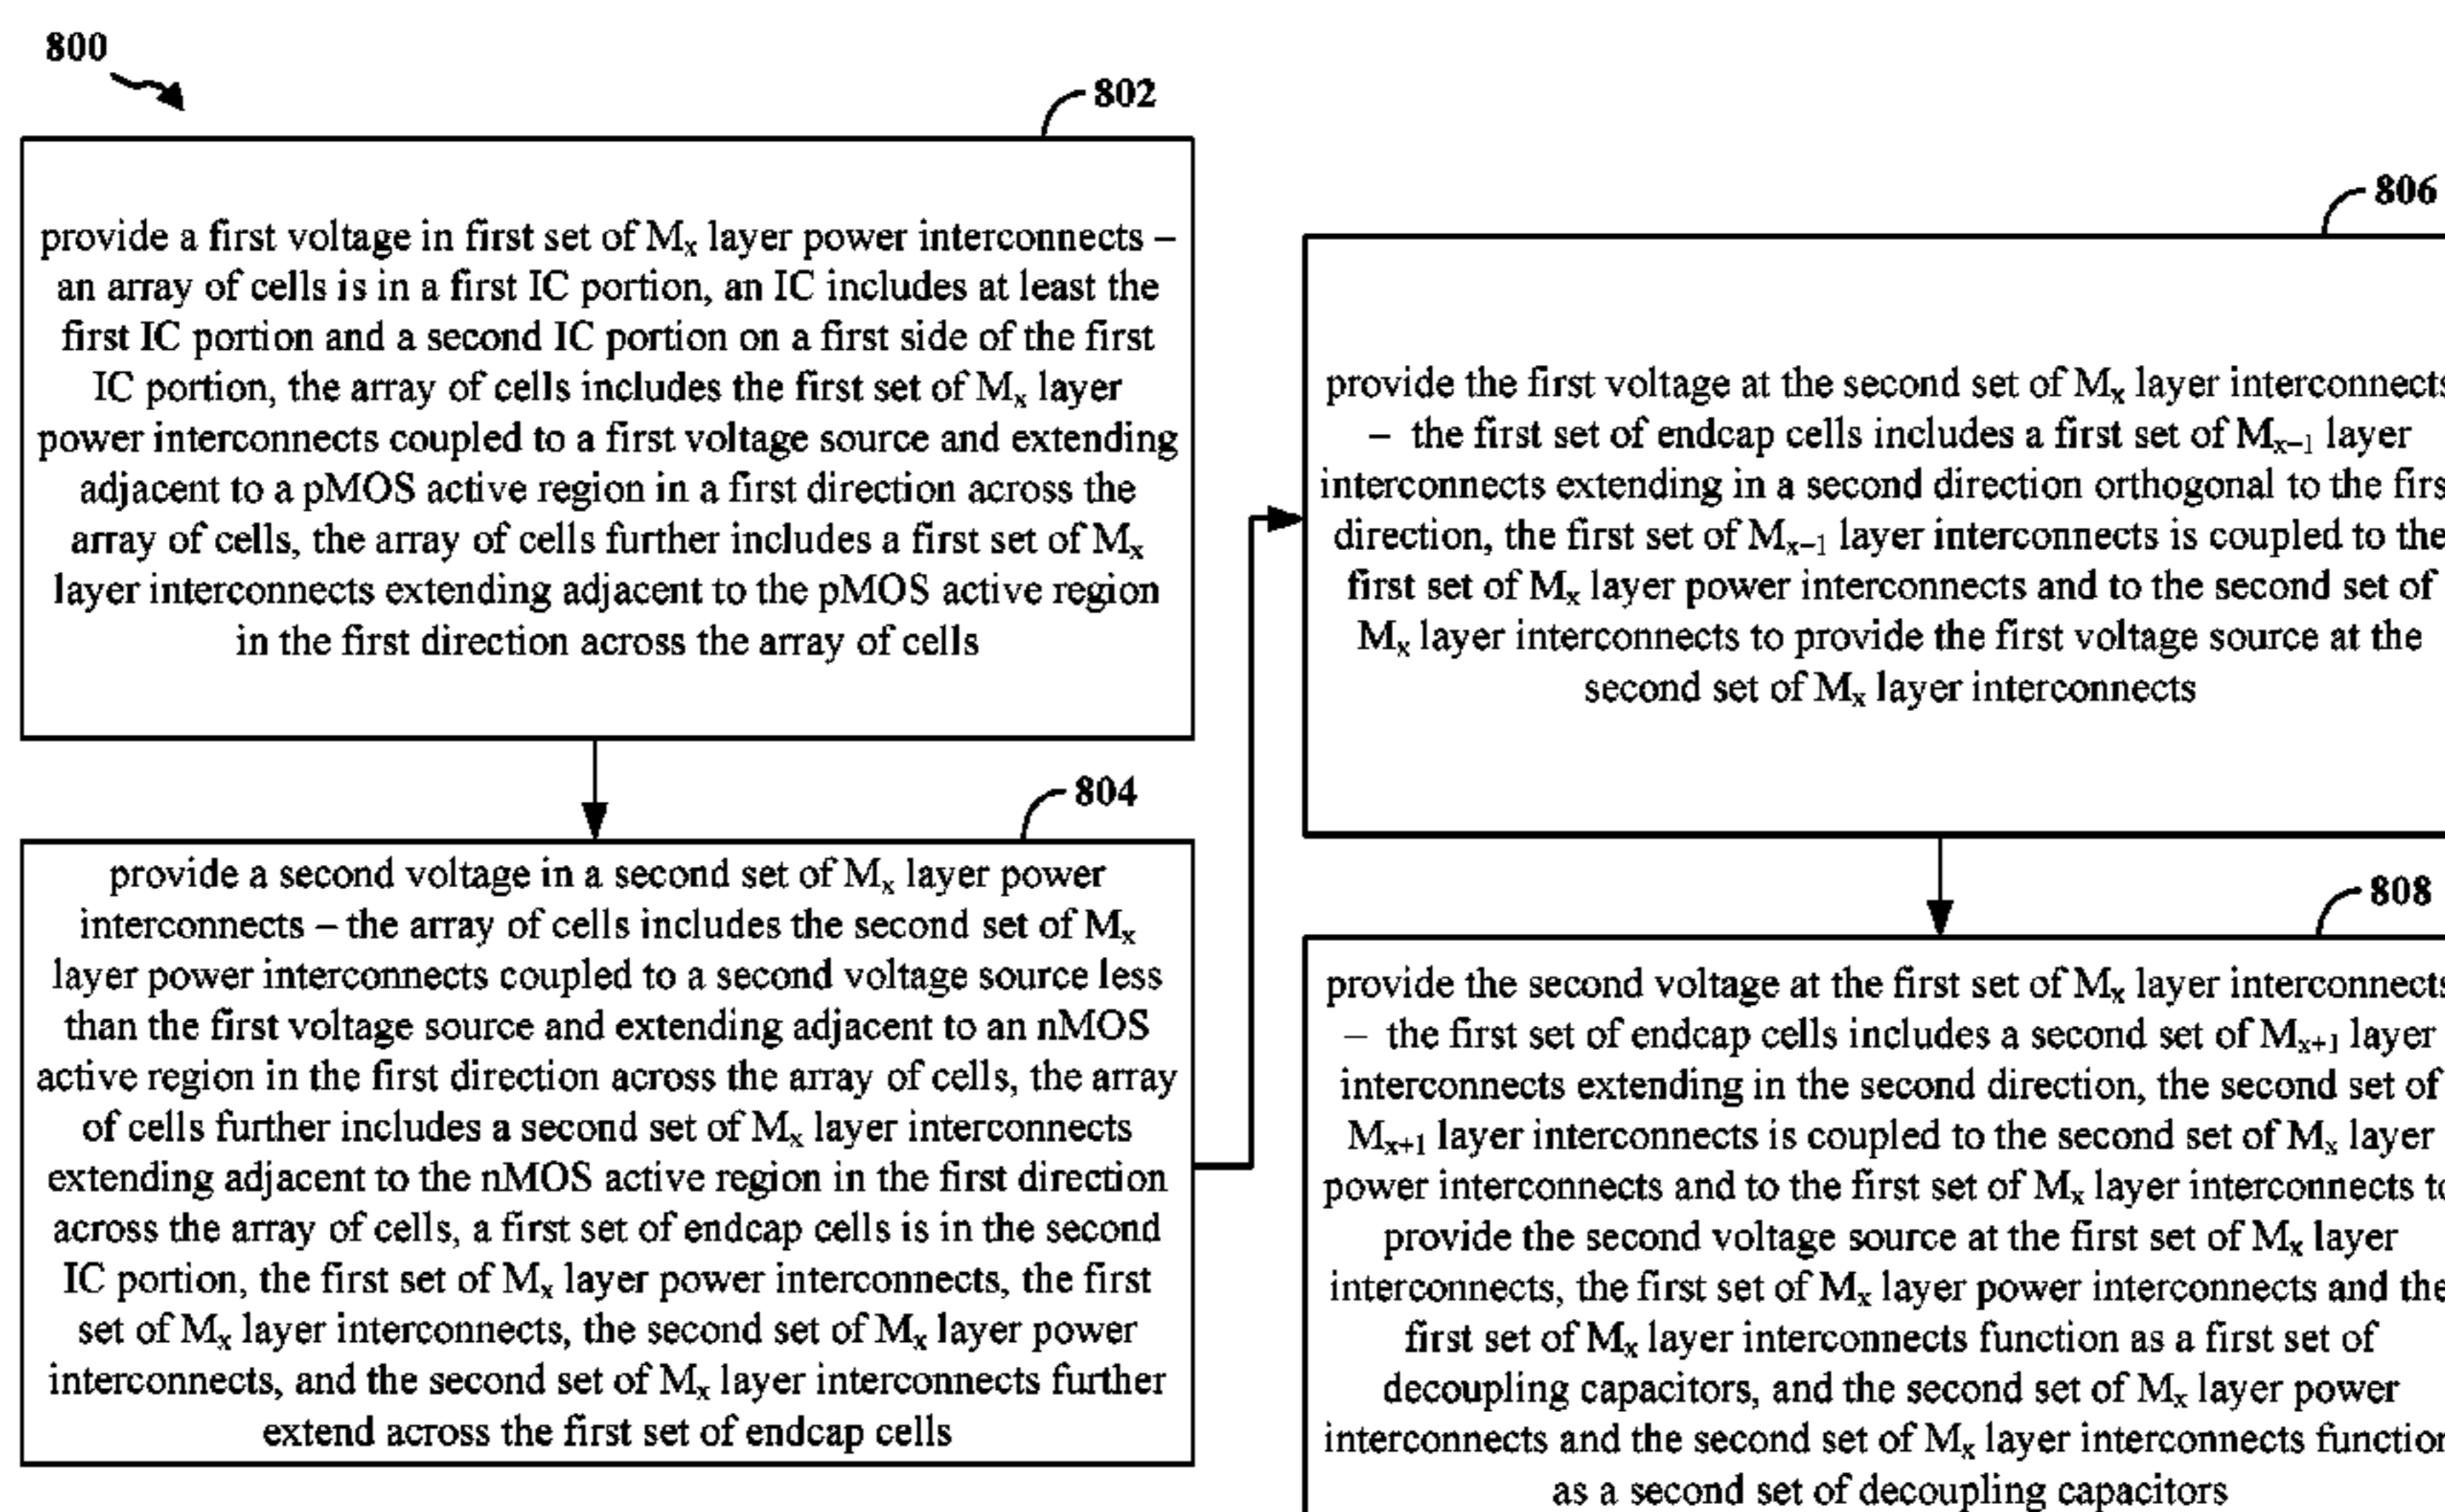 800
802
provide a first voltage in first set of Mx layer power interconnects –
an array of cells is in a first IC portion, an IC includes at least the
first IC portion and a second IC portion on a first side of the first
IC portion, the array of cells includes the first set of Mx layer
power interconnects coupled to a first voltage source and extending
adjacent to a pMOS active region in a first direction across the
array of cells, the array of cells further includes a first set of Mx
layer interconnects extending adjacent to the pMOS active region
in the first direction across the array of cells
804
provide a second voltage in a second set of Mx layer power
interconnects – the array of cells includes the second set of Mx
layer power interconnects coupled to a second voltage source less
than the first voltage source and extending adjacent to an nMOS
active region in the first direction across the array of cells, the array
of cells further includes a second set of Mx layer interconnects
extending adjacent to the nMOS active region in the first direction
across the array of cells, a first set of endcap cells is in the second
IC portion, the first set of Mx layer power interconnects, the first
set of Mx layer interconnects, the second set of Mx layer power
interconnects, and the second set of Mx layer interconnects further
extend across the first set of endcap cells
806
provide the first voltage at the second set of Mx layer interconnects
– the first set of endcap cells includes a first set of Mx–1 layer
interconnects extending in a second direction orthogonal to the firs
direction, the first set of Mx–1 layer interconnects is coupled to the
first set of Mx layer power interconnects and to the second set of
Mx layer interconnects to provide the first voltage source at the
second set of Mx layer interconnects
808
provide the second voltage at the first set of Mx layer interconnects
– the first set of endcap cells includes a second set of Mx+1 layer
interconnects extending in the second direction, the second set of
Mx+1 layer interconnects is coupled to the second set of Mx layer
power interconnects and to the first set of Mx layer interconnects to
provide the second voltage source at the first set of Mx layer
interconnects, the first set of Mx layer power interconnects and the
first set of Mx layer interconnects function as a first set of
decoupling capacitors, and the second set of Mx layer power
interconnects and the second set of Mx layer interconnects function
as a second set of decoupling capacitors